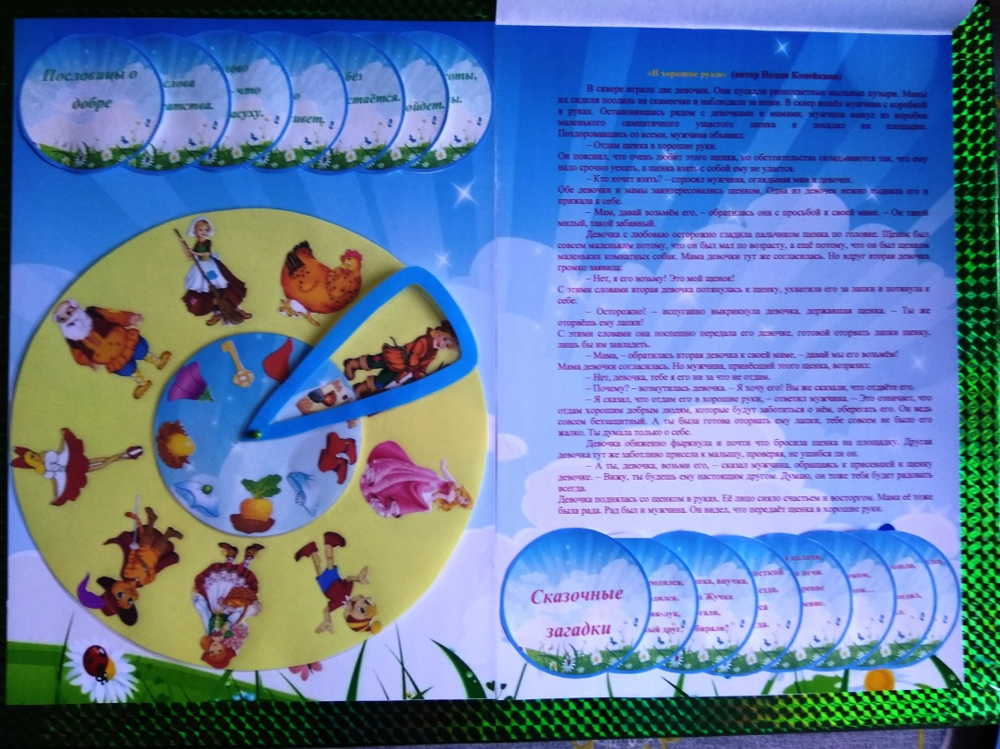 Пословицы о
добре
слова
атства.
ово
– что
асуху.
о
ивет.
без
стаётся.
ойдет.
оты,
ы.
«В хорошие руки» (автор Нелли Копейкина)
В сквере играли две девочки. Они пускали разноцветные мыльные пузыри. Мамы
их сидели поодаль на скамеечке и наблюдали за ними. В сквер вошёл мужчина с коробкой
в руках. Остановившись рядом с девочками и мамами, мужчина вынул из коробки
маленького симпатичного ушастого щенка и посадил на площадке.
Поздоровавшись со всеми, мужчина объявил:
– Отдам щенка в хорошие руки.
Он пояснил, что очень любит этого щенка, но обстоятельства складываются так, что ему
надо срочно уехать, а щенка взять с собой ему не удастся.
– Кто хочет взять? – спросил мужчина, оглядывая мам и девочек.
Обе девочки и мамы заинтересовались щенком. Одна из девочек нежно подняла его и
прижала к себе.
– Мам, давай возьмём его, – обратилась она с просьбой к своей маме. – Он такой
милый, такой забавный.
Девочка с любовью осторожно гладила пальчиком щенка по головке. Щенок был
совсем маленьким потому, что он был мал по возрасту, а ещё потому, что он был щенком
маленьких комнатных собак. Мама девочки тут же согласилась. Но вдруг вторая девочка
громко заявила:
– Нет, я его возьму! Это мой щенок!
С этими словами вторая девочка потянулась к щенку, ухватила его за лапки и потянула к
себе.
– Осторожно! – испуганно выкрикнула девочка, державшая щенка. – Ты же
оторвёшь ему лапки!
С этими словами она поспешно передала его девочке, готовой оторвать лапки щенку,
лишь бы им завладеть.
– Мама, – обратилась вторая девочка к своей маме, – давай мы его возьмём!
Мама девочки согласилась. Но мужчина, принёсший этого щенка, возразил:
– Нет, девочка, тебе я его ни за что не отдам.
– Почему? – возмутилась девочка. – Я хочу его! Вы же сказали, что отдаёте его.
– Я сказал, что отдам его в хорошие руки, – ответил мужчина. – Это означает, что
отдам хорошим добрым людям, которые будут заботиться о нём, оберегать его. Он ведь
совсем беззащитный. А ты была готова оторвать ему лапки, тебе совсем не было его
жалко. Ты думала только о себе.
Девочка обиженно фыркнула и почти что бросила щенка на площадку. Другая
девочка тут же заботливо присела к малышу, проверяя, не ушибся ли он.
– А ты, девочка, возьми его, – сказал мужчина, обращаясь к присевшей к щенку
девочке. – Вижу, ты будешь ему настоящим другом. Думаю, он тоже тебя будет радовать
всегда.
Девочка поднялась со щенком в руках. Её лицо сияло счастьем и восторгом. Мама её тоже
была рада. Рад был и мужчина. Он видел, что передаёт щенка в хорошие руки.
Сказочные
загадки
одился,
дился.
ик-лук,
ый друг?
шка, внучка,
а Жучка
гали,
бирали?